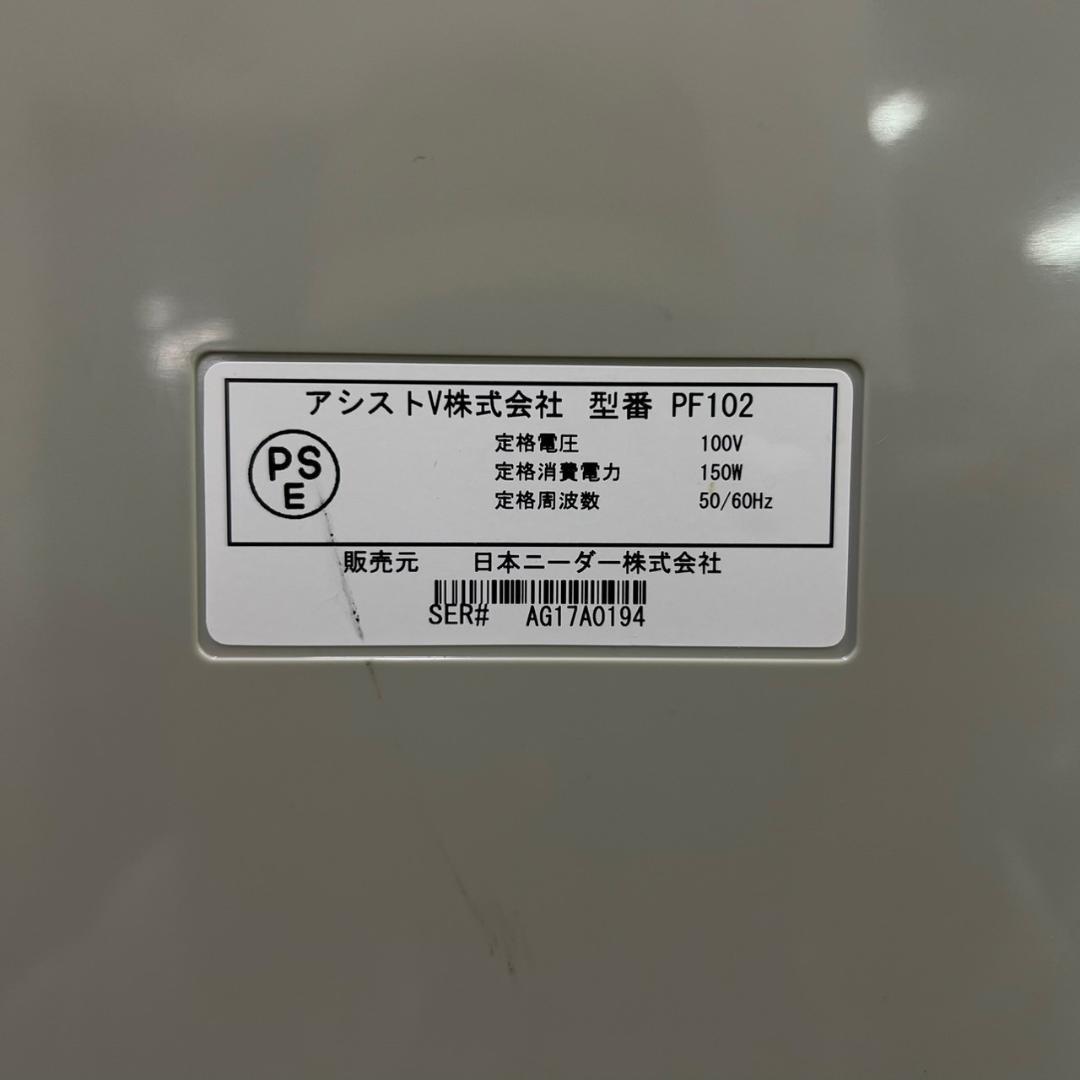 アシストV株式会社 型番 PF102
PS
E
定格電圧 100V
定格消費電力 150W
定格周波数 50/60Hz
販売元 日本ニーダー株式会社
SER# AG17A0194